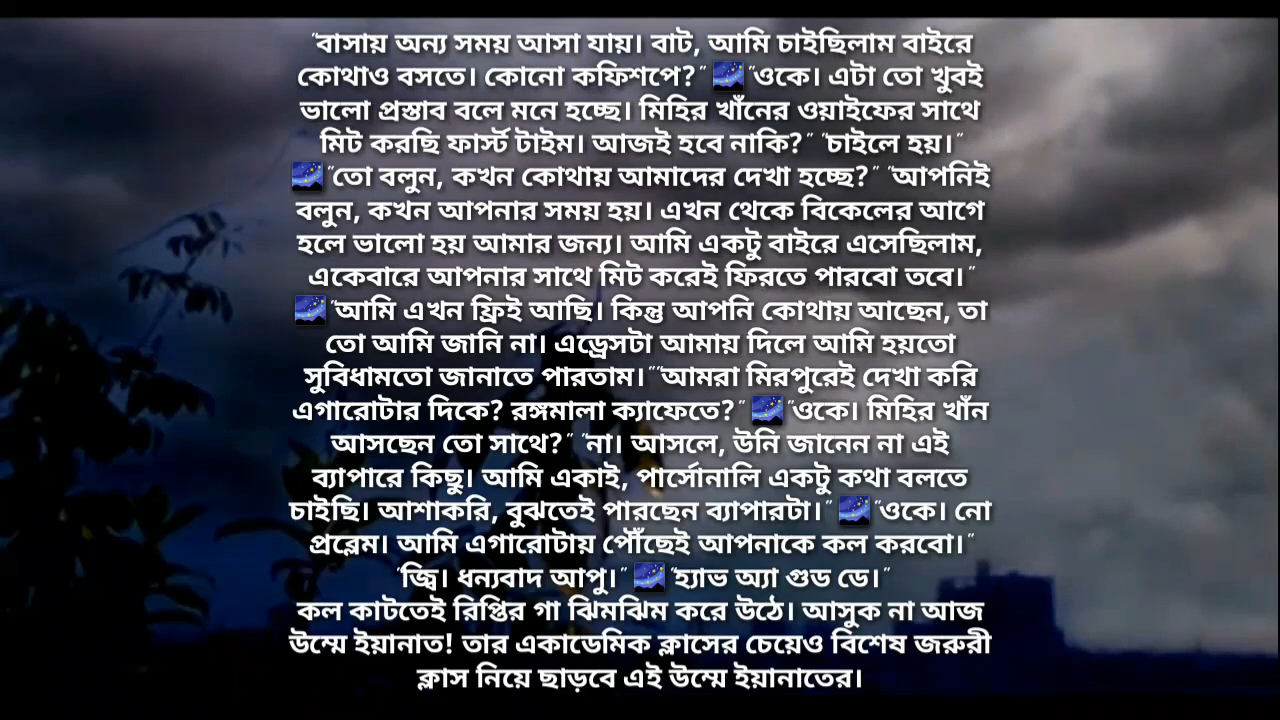 "বাসায় অন্য সময় আসা যায়। বাট, আমি চাইছিলাম বাইরে
কোথাও বসতে। কোনো কফিশপে?" 🌌"ওকে। এটা তো খুবই
ভালো প্রস্তাব বলে মনে হচ্ছে। মিহির খাঁনের ওয়াইফের সাথে
মিট করছি ফার্স্ট টাইম। আজই হবে নাকি?" "চাইলে হয়।"
🌌"তো বলুন, কখন কোথায় আমাদের দেখা হচ্ছে?" "আপনিই
বলুন, কখন আপনার সময় হয়। এখন থেকে বিকেলের আগে
হলে ভালো হয় আমার জন্য। আমি একটু বাইরে এসেছিলাম,
একেবারে আপনার সাথে মিট করেই ফিরতে পারবো তবে।"
🌌"আমি এখন ফ্রিই আছি। কিন্তু আপনি কোথায় আছেন, তা
তো আমি জানি না। এড্রেসটা আমায় দিলে আমি হয়তো
সুবিধামতো জানাতে পারতাম।" "আমরা মিরপুরেই দেখা করি
এগারোটার দিকে? রঙ্গমালা ক্যাফেতে?" 🌌"ওকে। মিহির খাঁন
আসছেন তো সাথে?" "না। আসলে, উনি জানেন না এই
ব্যাপারে কিছু। আমি একাই, পার্সোনালি একটু কথা বলতে
চাইছি। আশাকরি, বুঝতেই পারছেন ব্যাপারটা।" 🌌"ওকে। নো
প্রব্লেম। আমি এগারোটায় পৌঁছেই আপনাকে কল করবো।"
"জ্বি। ধন্যবাদ আপু।" 🌌"হ্যাভ অ্যা গুড ডে।"
কল কাটতেই রিপ্তির গা ঝিমঝিম করে উঠে। আসুক না আজ
উম্মে ইয়ানাত! তার একাডেমিক ক্লাসের চেয়েও বিশেষ জরুরী
ক্লাস নিয়ে ছাড়বে এই উম্মে ইয়ানাতের।